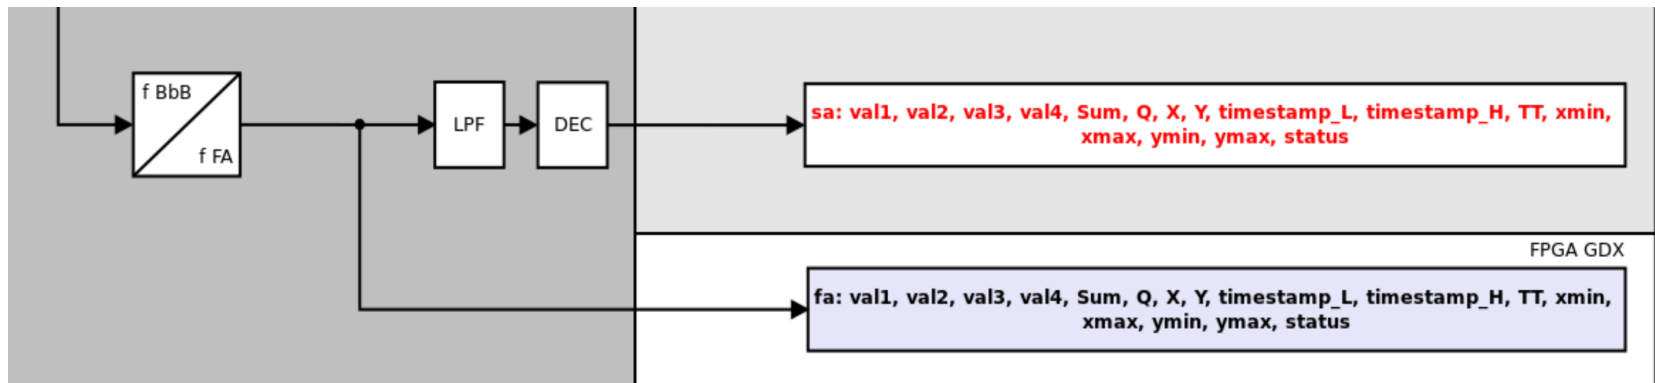 f BbB
f FA
LPF
DEC
sa: val1, val2, val3, val4, Sum, Q, X, Y, timestamp_L, timestamp_H, TT, xmin,
xmax, ymin, ymax, status
FPGA GDX
fa: val1, val2, val3, val4, Sum, Q, X, Y, timestamp_L, timestamp_H, TT, xmin,
xmax, ymin, ymax, status